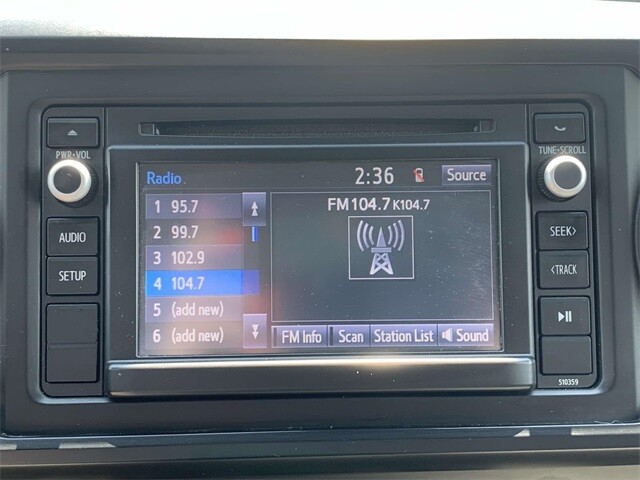 PWR•VOL
AUDIO
SETUP
Radio 2:36 Source
1 95.7
2 99.7
3 102.9
4 104.7
5 (add new)
6 (add new)
FM 104.7 K104.7
FM Info Scan Station List Sound
TUNE•SCROLL
SEEK>
<TRACK
510359